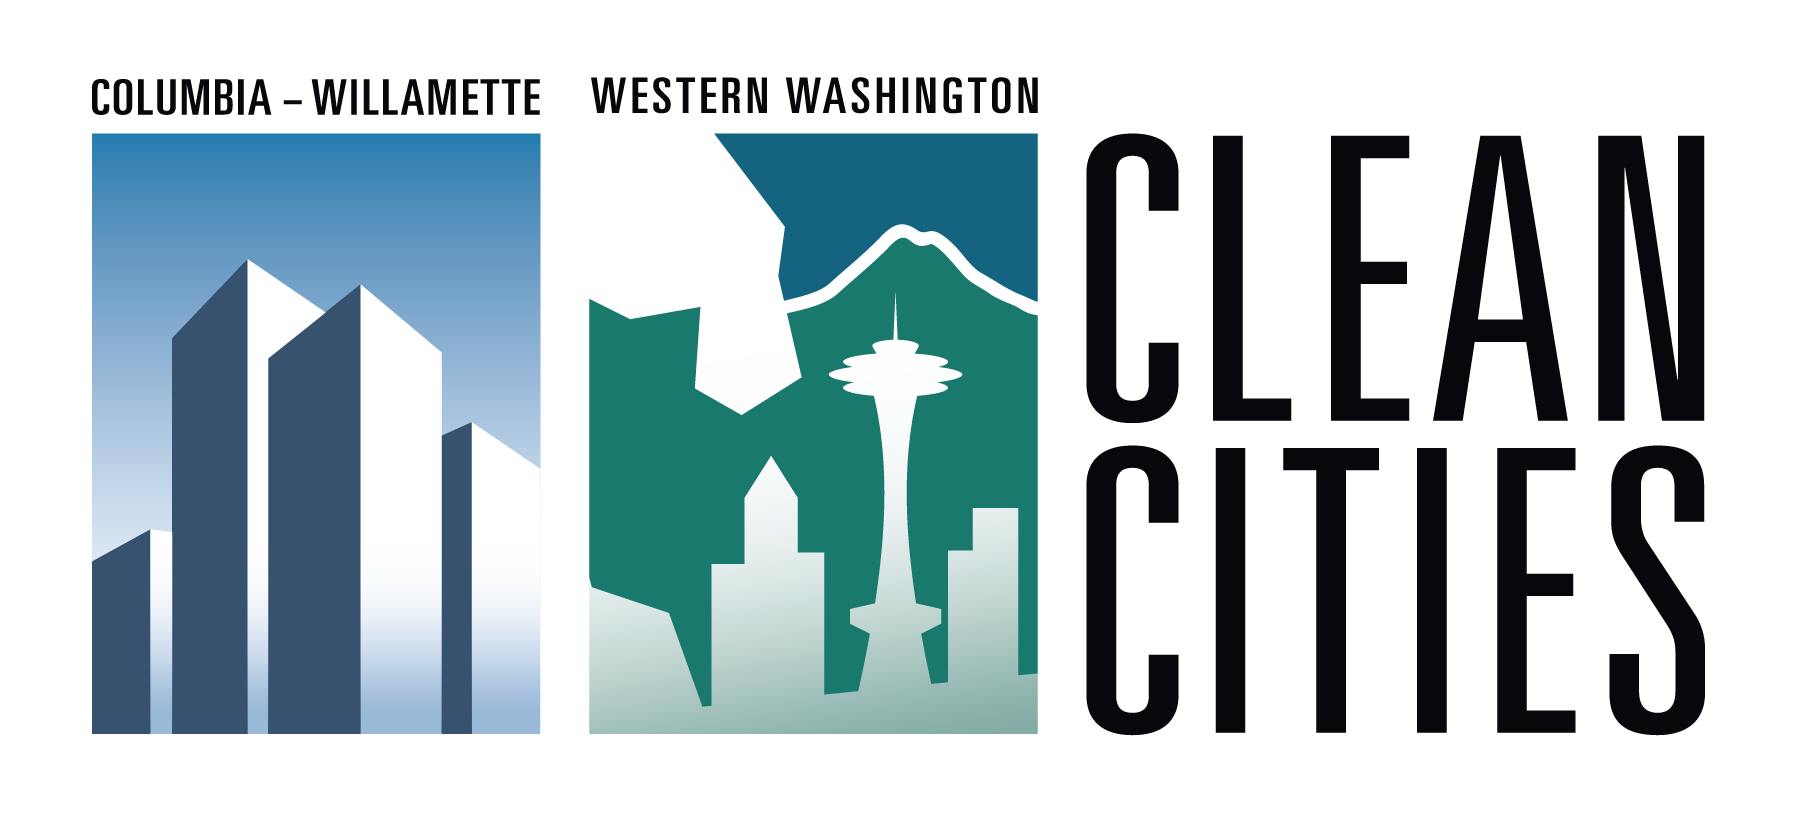 COLUMBIA – WILLAMETTE
WESTERN WASHINGTON
CLEAN
CITIES